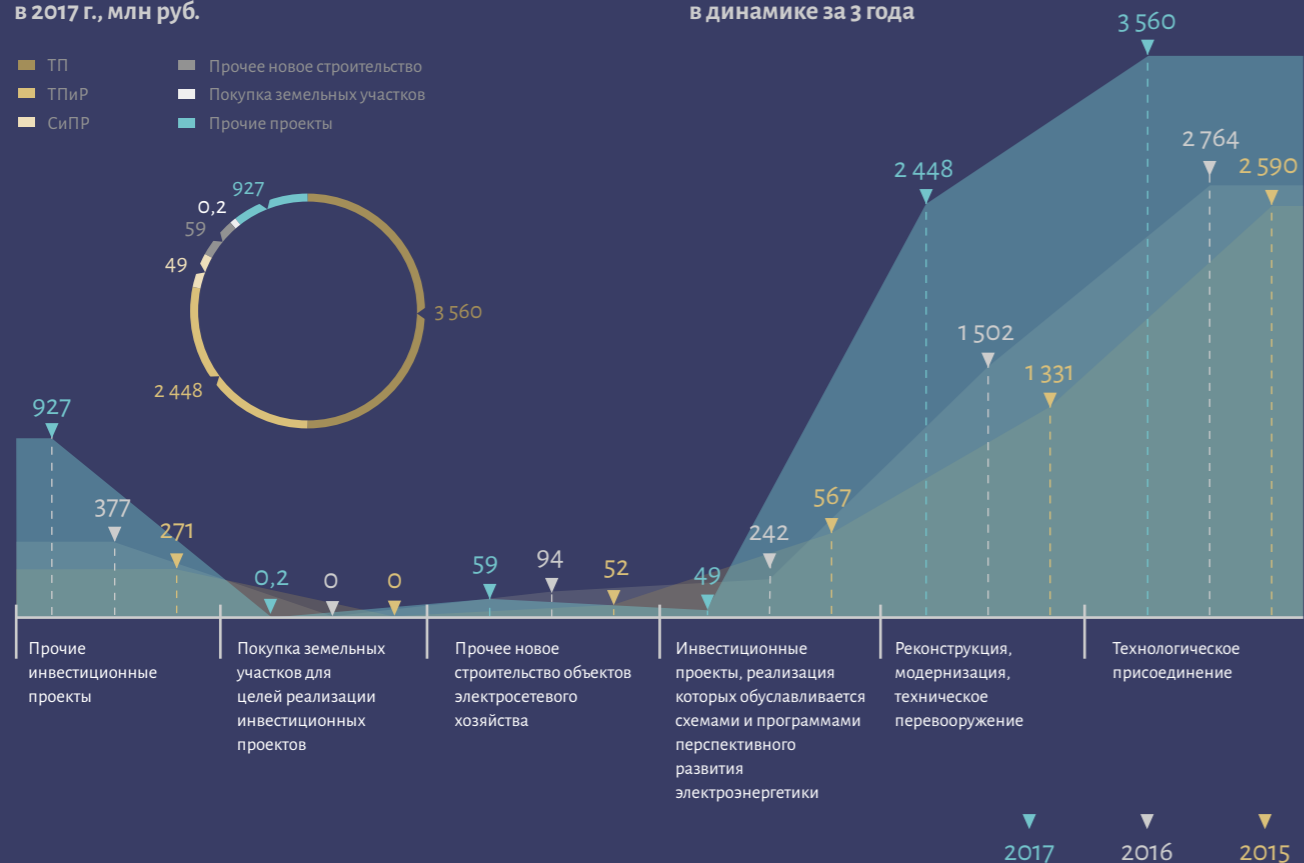 в 2017 г., млн руб.
в динамике за 3 года
ТП
ТПиР
СиПР
Прочее новое строительство
Покупка земельных участков
Прочие проекты
927
0,2
59
49
3 560
2 448
927
377
271
0,2
0
0
59
94
52
49
242
567
2 448
1 502
1 331
3 560
2 764
2 590
Прочие
инвестиционные
проекты
Покупка земельных
участков для
целей реализации
инвестиционных
проектов
Прочее новое
строительство объектов
электросетевого
хозяйства
Инвестиционные
проекты, реализация
которых обуславливается
схемами и программами
перспективного
развития
электроэнергетики
Реконструкция,
модернизация,
техническое
перевооружение
Технологическое
присоединение
2017
2016
2015